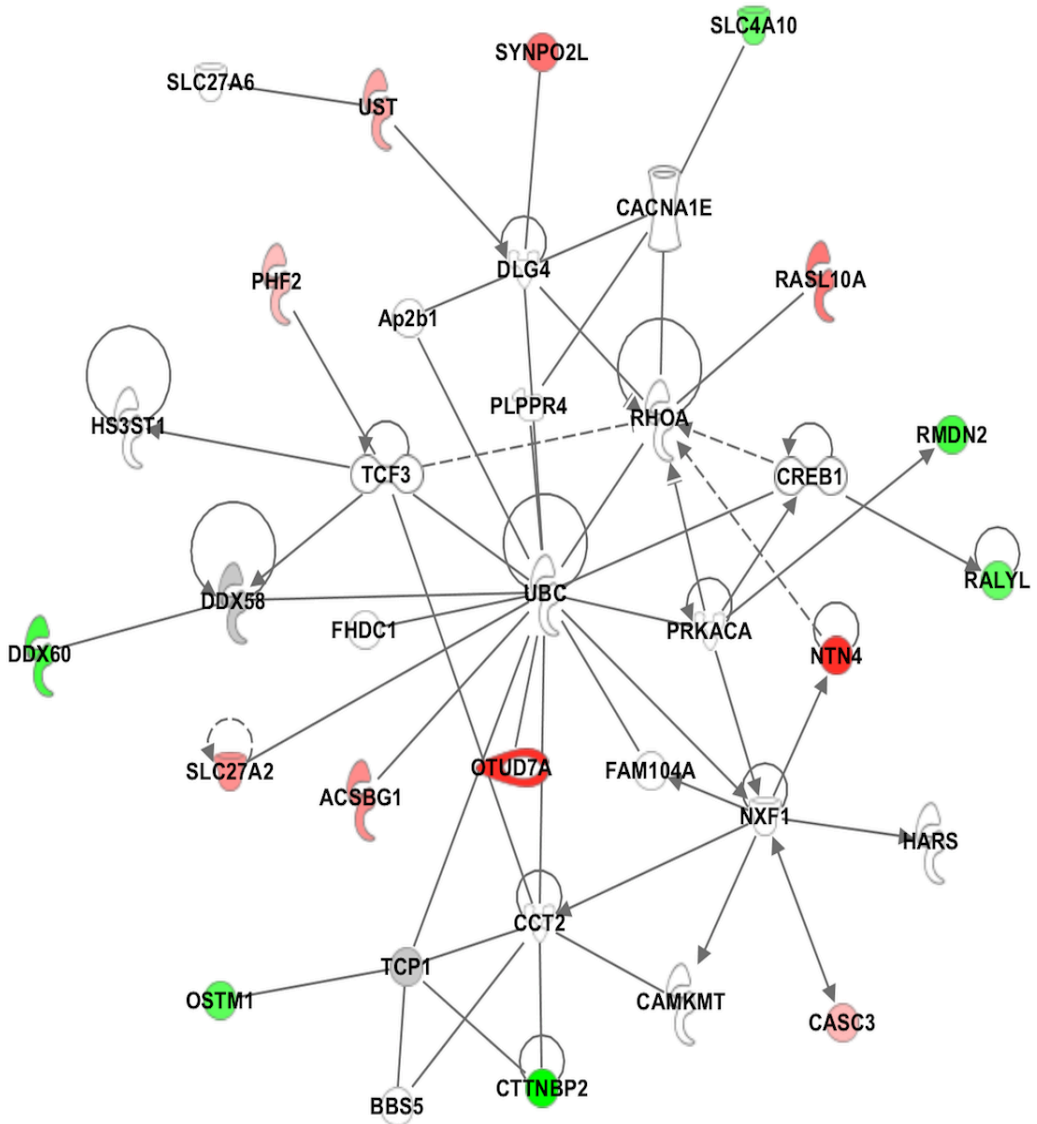 SLC4A10
SYNPO2L
SLC27A6
UST
CACNA1E
DLG4
PHF2
RASL10A
Ap2b1
PLPPR4
RHOA
HS3ST1
RMDN2
TCF3
CREB1
RALYL
UBC
DDX58
FHDC1
PRKACA
DDX60
NTN4
SLC27A2
OTUD7A
FAM104A
ACSBG1
NXF1
HARS
CCT2
TCP1
OSTM1
CAMKMT
CASC3
CTTNBP2
BBS5